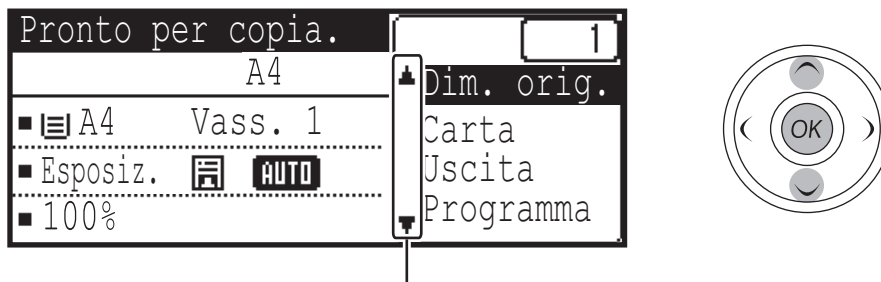 Pronto per copia.
1
A4
A4 Vass. 1
Esposiz. AUTO
100%
Dim. orig.
Carta
Uscita
Programma
OK